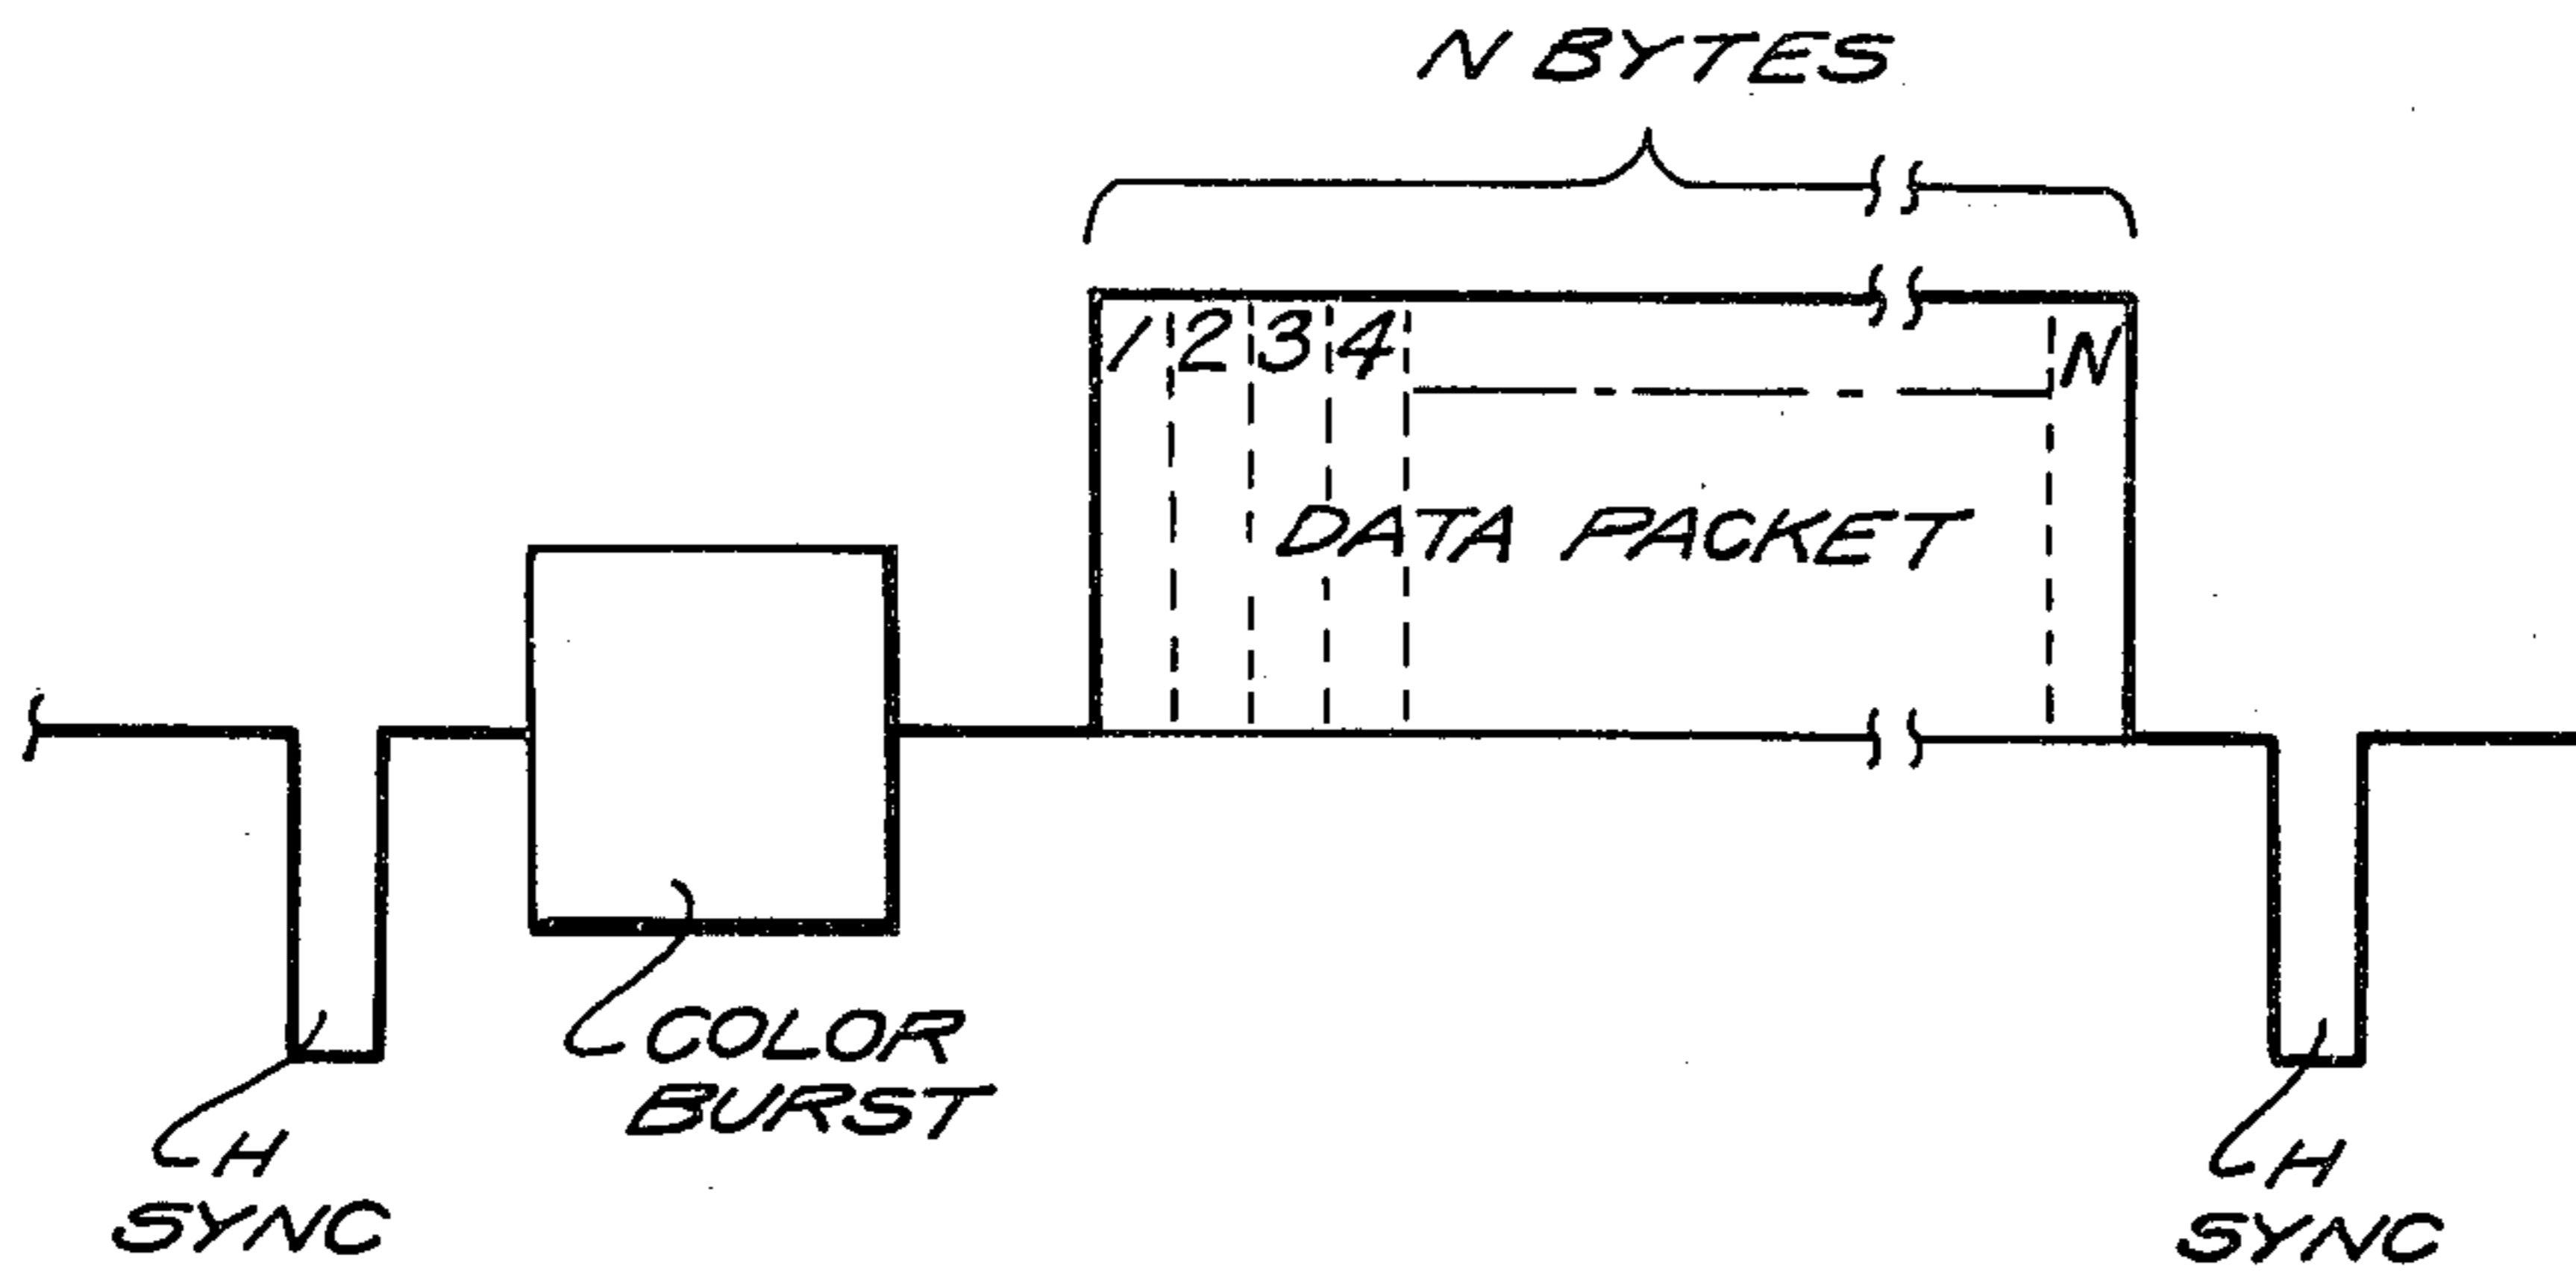 N BYTES
1 2 3 4 N
DATA PACKET
COLOR
BURST
H
SYNC
H
SYNC